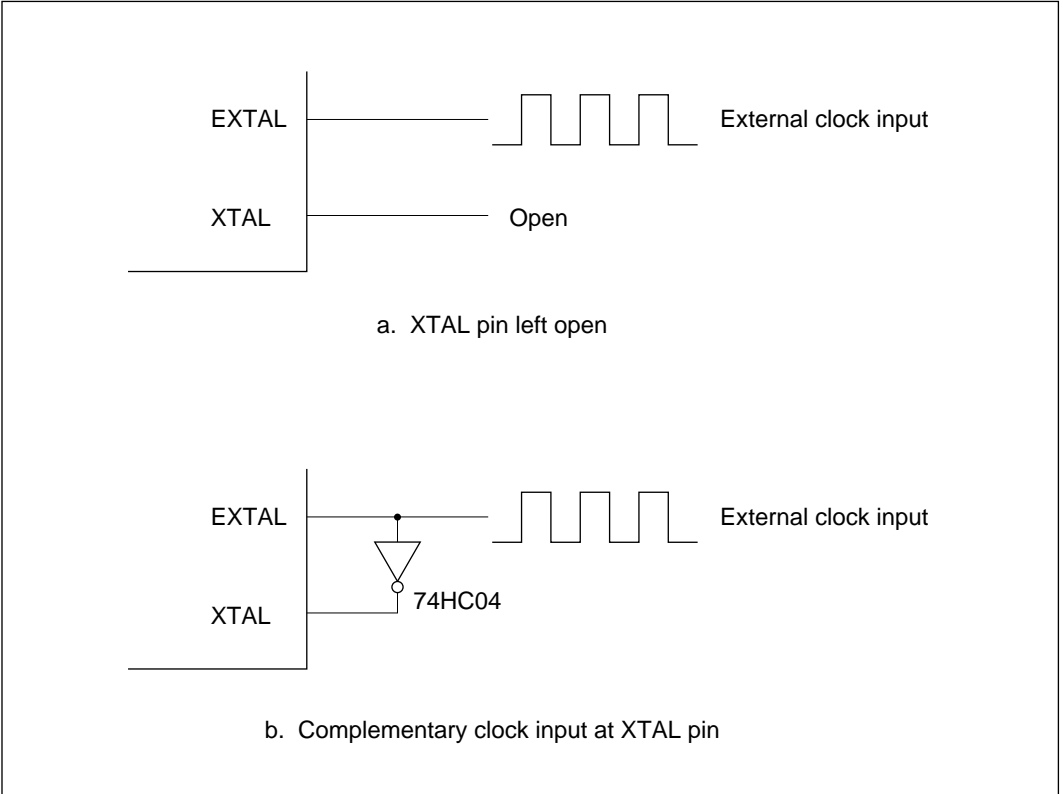 EXTAL External clock input
XTAL Open
a. XTAL pin left open
EXTAL External clock input
74HC04
XTAL
b. Complementary clock input at XTAL pin